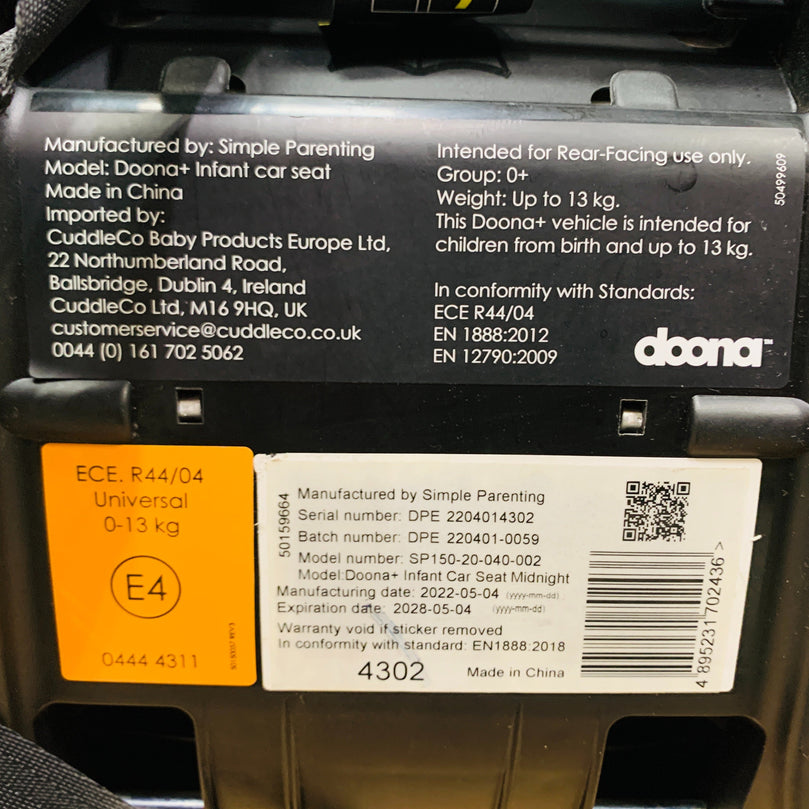 Manufactured by: Simple Parenting
Model: Doona+ Infant car seat
Made in China
Imported by:
CuddleCo Baby Products Europe Ltd,
22 Northumberland Road,
Ballsbridge, Dublin 4, Ireland
CuddleCo Ltd, M16 9HQ, UK
customerservice@cuddleco.co.uk
0044 (0) 161 702 5062
Intended for Rear-Facing use only.
Group: 0+
Weight: Up to 13 kg.
This Doona+ vehicle is intended for
children from birth and up to 13 kg.
In conformity with Standards:
ECE R44/04
EN 1888:2012
EN 12790:2009
50499609
doona™
ECE. R44/04
Universal
0-13 kg
E4
0444 4311
50159664
Manufactured by Simple Parenting
Serial number: DPE 2204014302
Batch number: DPE 220401-0059
Model number: SP150-20-040-002
Model:Doona+ Infant Car Seat Midnight
Manufacturing date: 2022-05-04 (yyyy-mm-dd)
Expiration date: 2028-05-04 (yyyy-mm-dd)
Warranty void if sticker removed
In conformity with standard: EN1888:2018
4302
Made in China
4 895231 702436 >